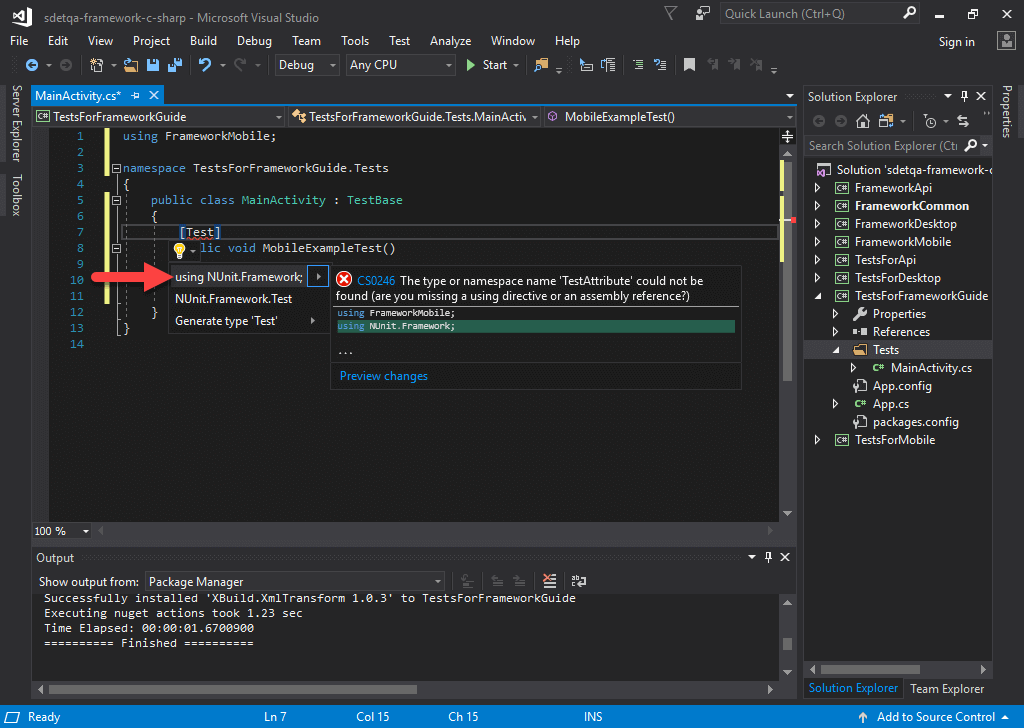 sdetqa-framework-c-sharp - Microsoft Visual Studio
Quick Launch (Ctrl+Q)
File Edit View Project Build Debug Team Tools Test Analyze Window Help
Sign in
Debug Any CPU Start
Server Explorer
Toolbox
MainActivity.cs*
TestsForFrameworkGuide TestsForFrameworkGuide.Tests.MainActiv MobileExampleTest()
1 using FrameworkMobile;
2
3 namespace TestsForFrameworkGuide.Tests
4 {
5 public class MainActivity : TestBase
6 {
7 [Test]
8 lic void MobileExampleTest()
9
10
11
12 }
13 }
14
using NUnit.Framework;
NUnit.Framework.Test
Generate type 'Test'
CS0246 The type or namespace name 'TestAttribute' could not be
found (are you missing a using directive or an assembly reference?)
using FrameworkMobile;
using NUnit.Framework;
...
Preview changes
100 %
Output
Show output from: Package Manager
Successfully installed 'XBuild.XmlTransform 1.0.3' to TestsForFrameworkGuide
Executing nuget actions took 1.23 sec
Time Elapsed: 00:00:01.6700900
========== Finished ==========
Solution Explorer
Search Solution Explorer (Ctrl
Solution 'sdetqa-framework-c
C# FrameworkApi
C# FrameworkCommon
C# FrameworkDesktop
C# FrameworkMobile
C# TestsForApi
C# TestsForDesktop
C# TestsForFrameworkGuide
Properties
References
Tests
C# MainActivity.cs
App.config
C# App.cs
packages.config
C# TestsForMobile
Solution Explorer Team Explorer
Properties
Ready Ln 7 Col 15 Ch 15 INS Add to Source Control